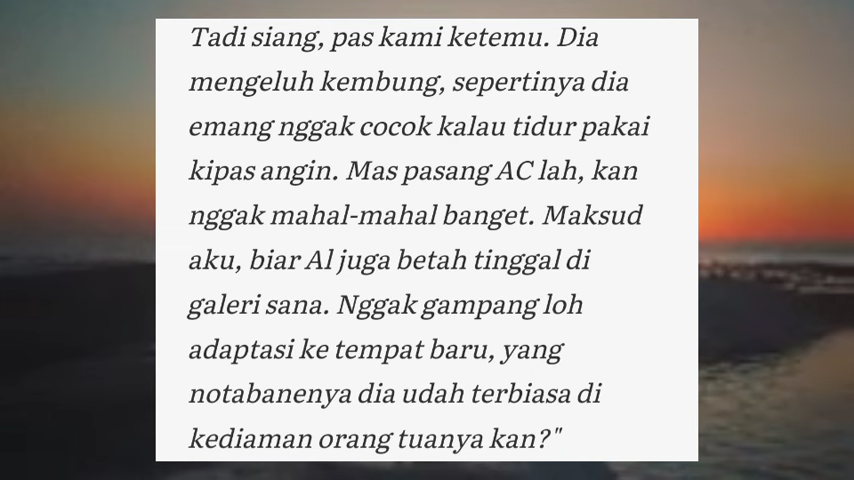 Tadi siang, pas kami ketemu. Dia
mengeluh kembung, sepertinya dia
emang nggak cocok kalau tidur pakai
kipas angin. Mas pasang AC lah, kan
nggak mahal-mahal banget. Maksud
aku, biar Al juga betah tinggal di
galeri sana. Nggak gampang loh
adaptasi ke tempat baru, yang
notabanenya dia udah terbiasa di
kediaman orang tuanya kan?"